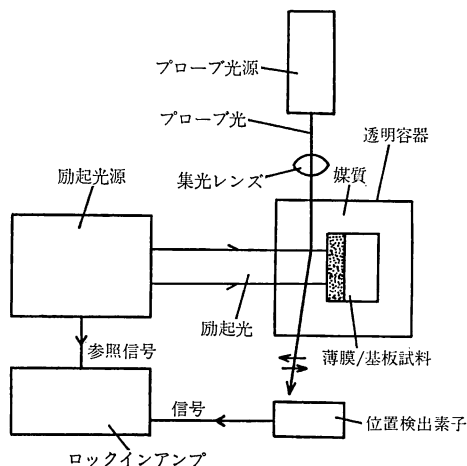 プローブ光源
プローブ光
透明容器
集光レンズ
媒質
励起光源
励起光
薄膜/基板試料
参照信号
信号
位置検出素子
ロックインアンプ